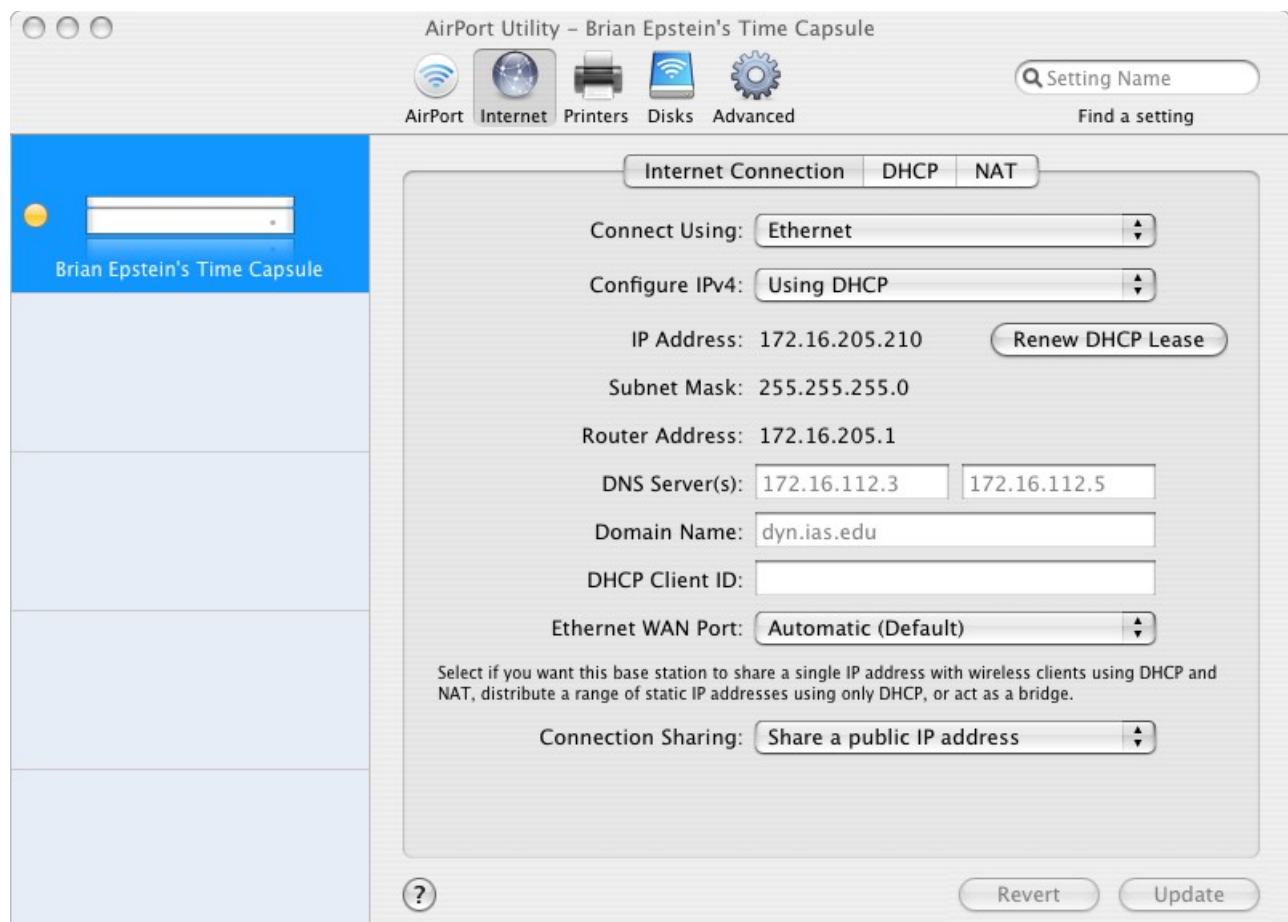 AirPort Utility – Brian Epstein's Time Capsule
AirPort Internet Printers Disks Advanced
Setting Name
Find a setting
Brian Epstein's Time Capsule
Internet Connection DHCP NAT
Connect Using: Ethernet
Configure IPv4: Using DHCP
IP Address: 172.16.205.210 Renew DHCP Lease
Subnet Mask: 255.255.255.0
Router Address: 172.16.205.1
DNS Server(s): 172.16.112.3 172.16.112.5
Domain Name: dyn.ias.edu
DHCP Client ID:
Ethernet WAN Port: Automatic (Default)
Select if you want this base station to share a single IP address with wireless clients using DHCP and
NAT, distribute a range of static IP addresses using only DHCP, or act as a bridge.
Connection Sharing: Share a public IP address
? Revert Update